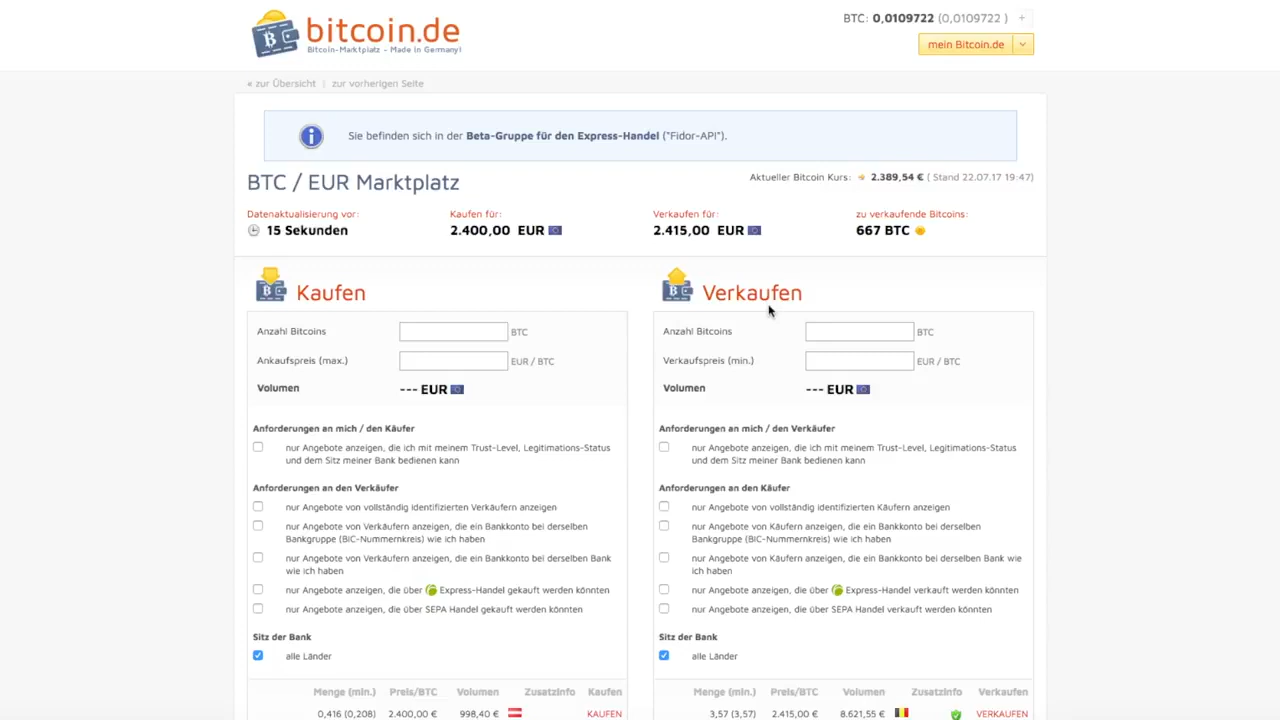 bitcoin.de
Bitcoin-Marktplatz - Made in Germany!
BTC: 0,0109722 (0,0109722 ) +
mein Bitcoin.de
« zur Übersicht | zur vorherigen Seite
Sie befinden sich in der Beta-Gruppe für den Express-Handel ("Fidor-API").
BTC / EUR Marktplatz
Aktueller Bitcoin Kurs: 2.389,54 € ( Stand 22.07.17 19:47)
Datenaktualisierung vor:
15 Sekunden
Kaufen für:
2.400,00 EUR
Verkaufen für:
2.415,00 EUR
zu verkaufende Bitcoins:
667 BTC
Kaufen
Anzahl Bitcoins BTC
Ankaufspreis (max.) EUR / BTC
Volumen --- EUR
Anforderungen an mich / den Käufer
nur Angebote anzeigen, die ich mit meinem Trust-Level, Legitimations-Status
und dem Sitz meiner Bank bedienen kann
Anforderungen an den Verkäufer
nur Angebote von vollständig identifizierten Verkäufern anzeigen
nur Angebote von Verkäufern anzeigen, die ein Bankkonto bei derselben
Bankgruppe (BIC-Nummernkreis) wie ich haben
nur Angebote von Verkäufern anzeigen, die ein Bankkonto bei derselben Bank
wie ich haben
nur Angebote anzeigen, die über Express-Handel gekauft werden könnten
nur Angebote anzeigen, die über SEPA Handel gekauft werden könnten
Sitz der Bank
alle Länder
Menge (min.) Preis/BTC Volumen Zusatzinfo Kaufen
0,416 (0,208) 2.400,00 € 998,40 € KAUFEN
Verkaufen
Anzahl Bitcoins BTC
Verkaufspreis (min.) EUR / BTC
Volumen --- EUR
Anforderungen an mich / den Verkäufer
nur Angebote anzeigen, die ich mit meinem Trust-Level, Legitimations-Status
und dem Sitz meiner Bank bedienen kann
Anforderungen an den Käufer
nur Angebote von vollständig identifizierten Käufern anzeigen
nur Angebote von Käufern anzeigen, die ein Bankkonto bei derselben
Bankgruppe (BIC-Nummernkreis) wie ich haben
nur Angebote von Käufern anzeigen, die ein Bankkonto bei derselben Bank wie
ich haben
nur Angebote anzeigen, die über Express-Handel verkauft werden könnten
nur Angebote anzeigen, die über SEPA Handel verkauft werden könnten
Sitz der Bank
alle Länder
Menge (min.) Preis/BTC Volumen Zusatzinfo Verkaufen
3,57 (3,57) 2.415,00 € 8.621,55 € VERKAUFEN